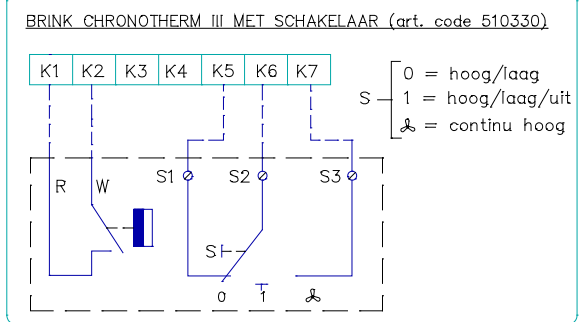 BRINK CHRONOTHERM III MET SCHAKELAAR (art. code 510330)
K1 K2 K3 K4 K5 K6 K7
S
0 = hoog/laag
1 = hoog/laag/uit
= continu hoog
R W S1 S2 S3
S
0 1